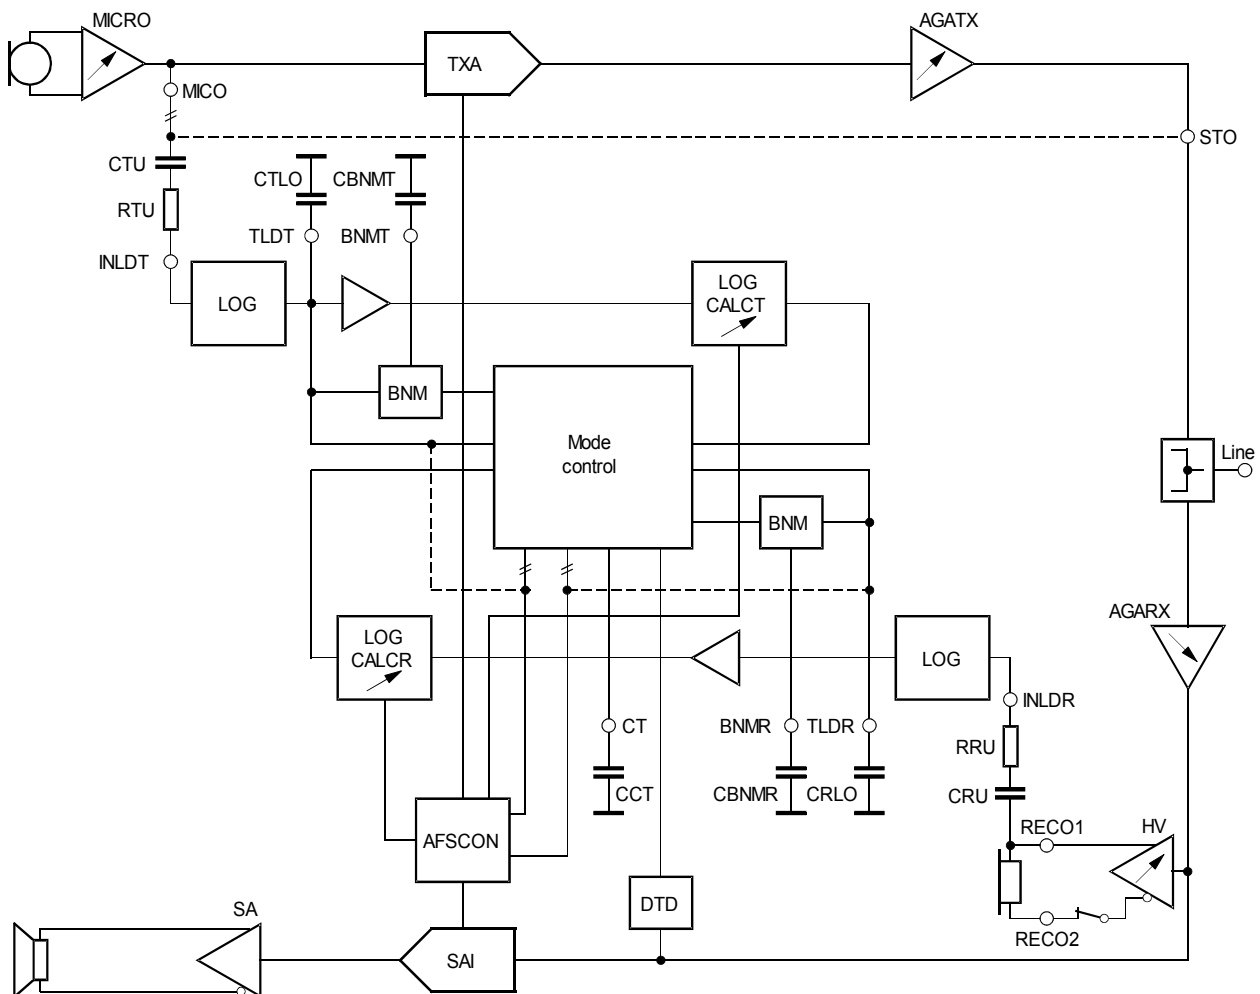 MICRO
AGATX
TXA
MICO
STO
CTU
CTLO
CBNMT
RTU
TLDT
BNMT
INLDT
LOG
LOG
CALCT
BNM
Mode
control
Line
BNM
AGARX
LOG
CALCR
LOG
INLDR
CT
BNMR
TLDR
RRU
CCT
CBNMR
CRLO
CRU
RECO1
HV
AFSCON
DTD
SA
RECO2
SAI